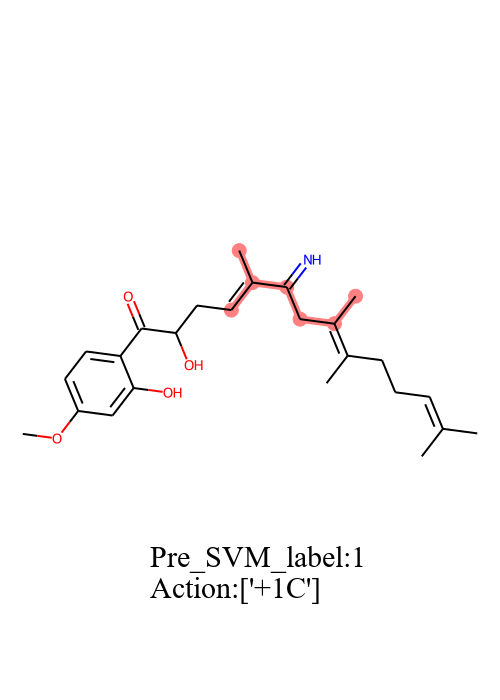 NH
O
OH
OH
O
Pre_SVM_label:1
Action:['+1C']